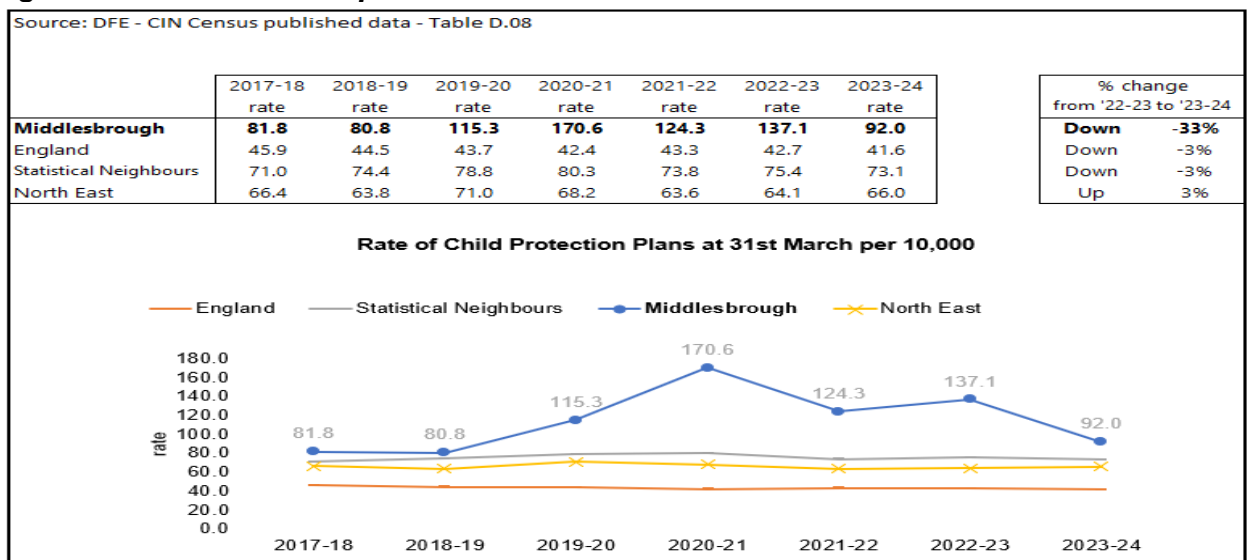 Source: DFE - CIN Census published data - Table D.08
2017-18 2018-19 2019-20 2020-21 2021-22 2022-23 2023-24 % change
rate rate rate rate rate rate rate from '22-23 to '23-24
Middlesbrough 81.8 80.8 115.3 170.6 124.3 137.1 92.0 Down -33%
England 45.9 44.5 43.7 42.4 43.3 42.7 41.6 Down -3%
Statistical Neighbours 71.0 74.4 78.8 80.3 73.8 75.4 73.1 Down -3%
North East 66.4 63.8 71.0 68.2 63.6 64.1 66.0 Up 3%
Rate of Child Protection Plans at 31st March per 10,000
England Statistical Neighbours Middlesbrough North East
180.0
160.0
140.0
120.0
100.0
80.0
60.0
40.0
20.0
0.0
rate
81.8 80.8 115.3 170.6 124.3 137.1 92.0
2017-18 2018-19 2019-20 2020-21 2021-22 2022-23 2023-24